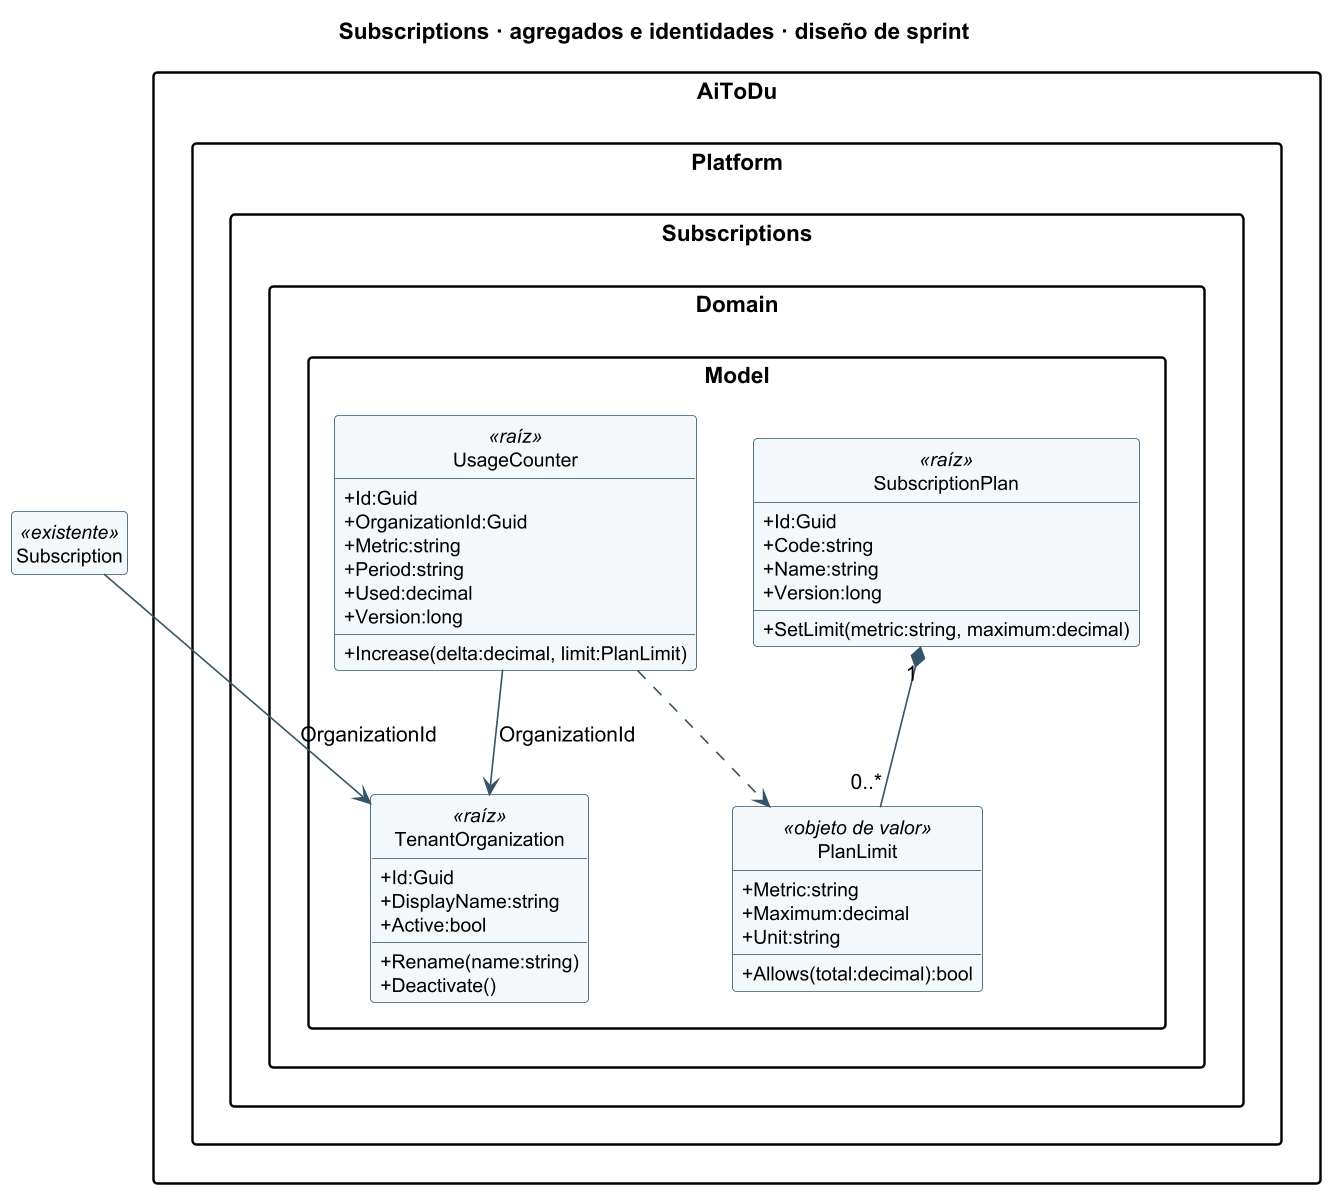 Subscriptions · agregados e identidades · diseño de sprint
AiToDu
Platform
Subscriptions
Domain
Model
«raíz»
UsageCounter
+Id:Guid
+OrganizationId:Guid
+Metric:string
+Period:string
+Used:decimal
+Version:long
+Increase(delta:decimal, limit:PlanLimit)
«raíz»
SubscriptionPlan
+Id:Guid
+Code:string
+Name:string
+Version:long
+SetLimit(metric:string, maximum:decimal)
«existente»
Subscription
1
OrganizationId
OrganizationId
0..*
«raíz»
TenantOrganization
+Id:Guid
+DisplayName:string
+Active:bool
+Rename(name:string)
+Deactivate()
«objeto de valor»
PlanLimit
+Metric:string
+Maximum:decimal
+Unit:string
+Allows(total:decimal):bool